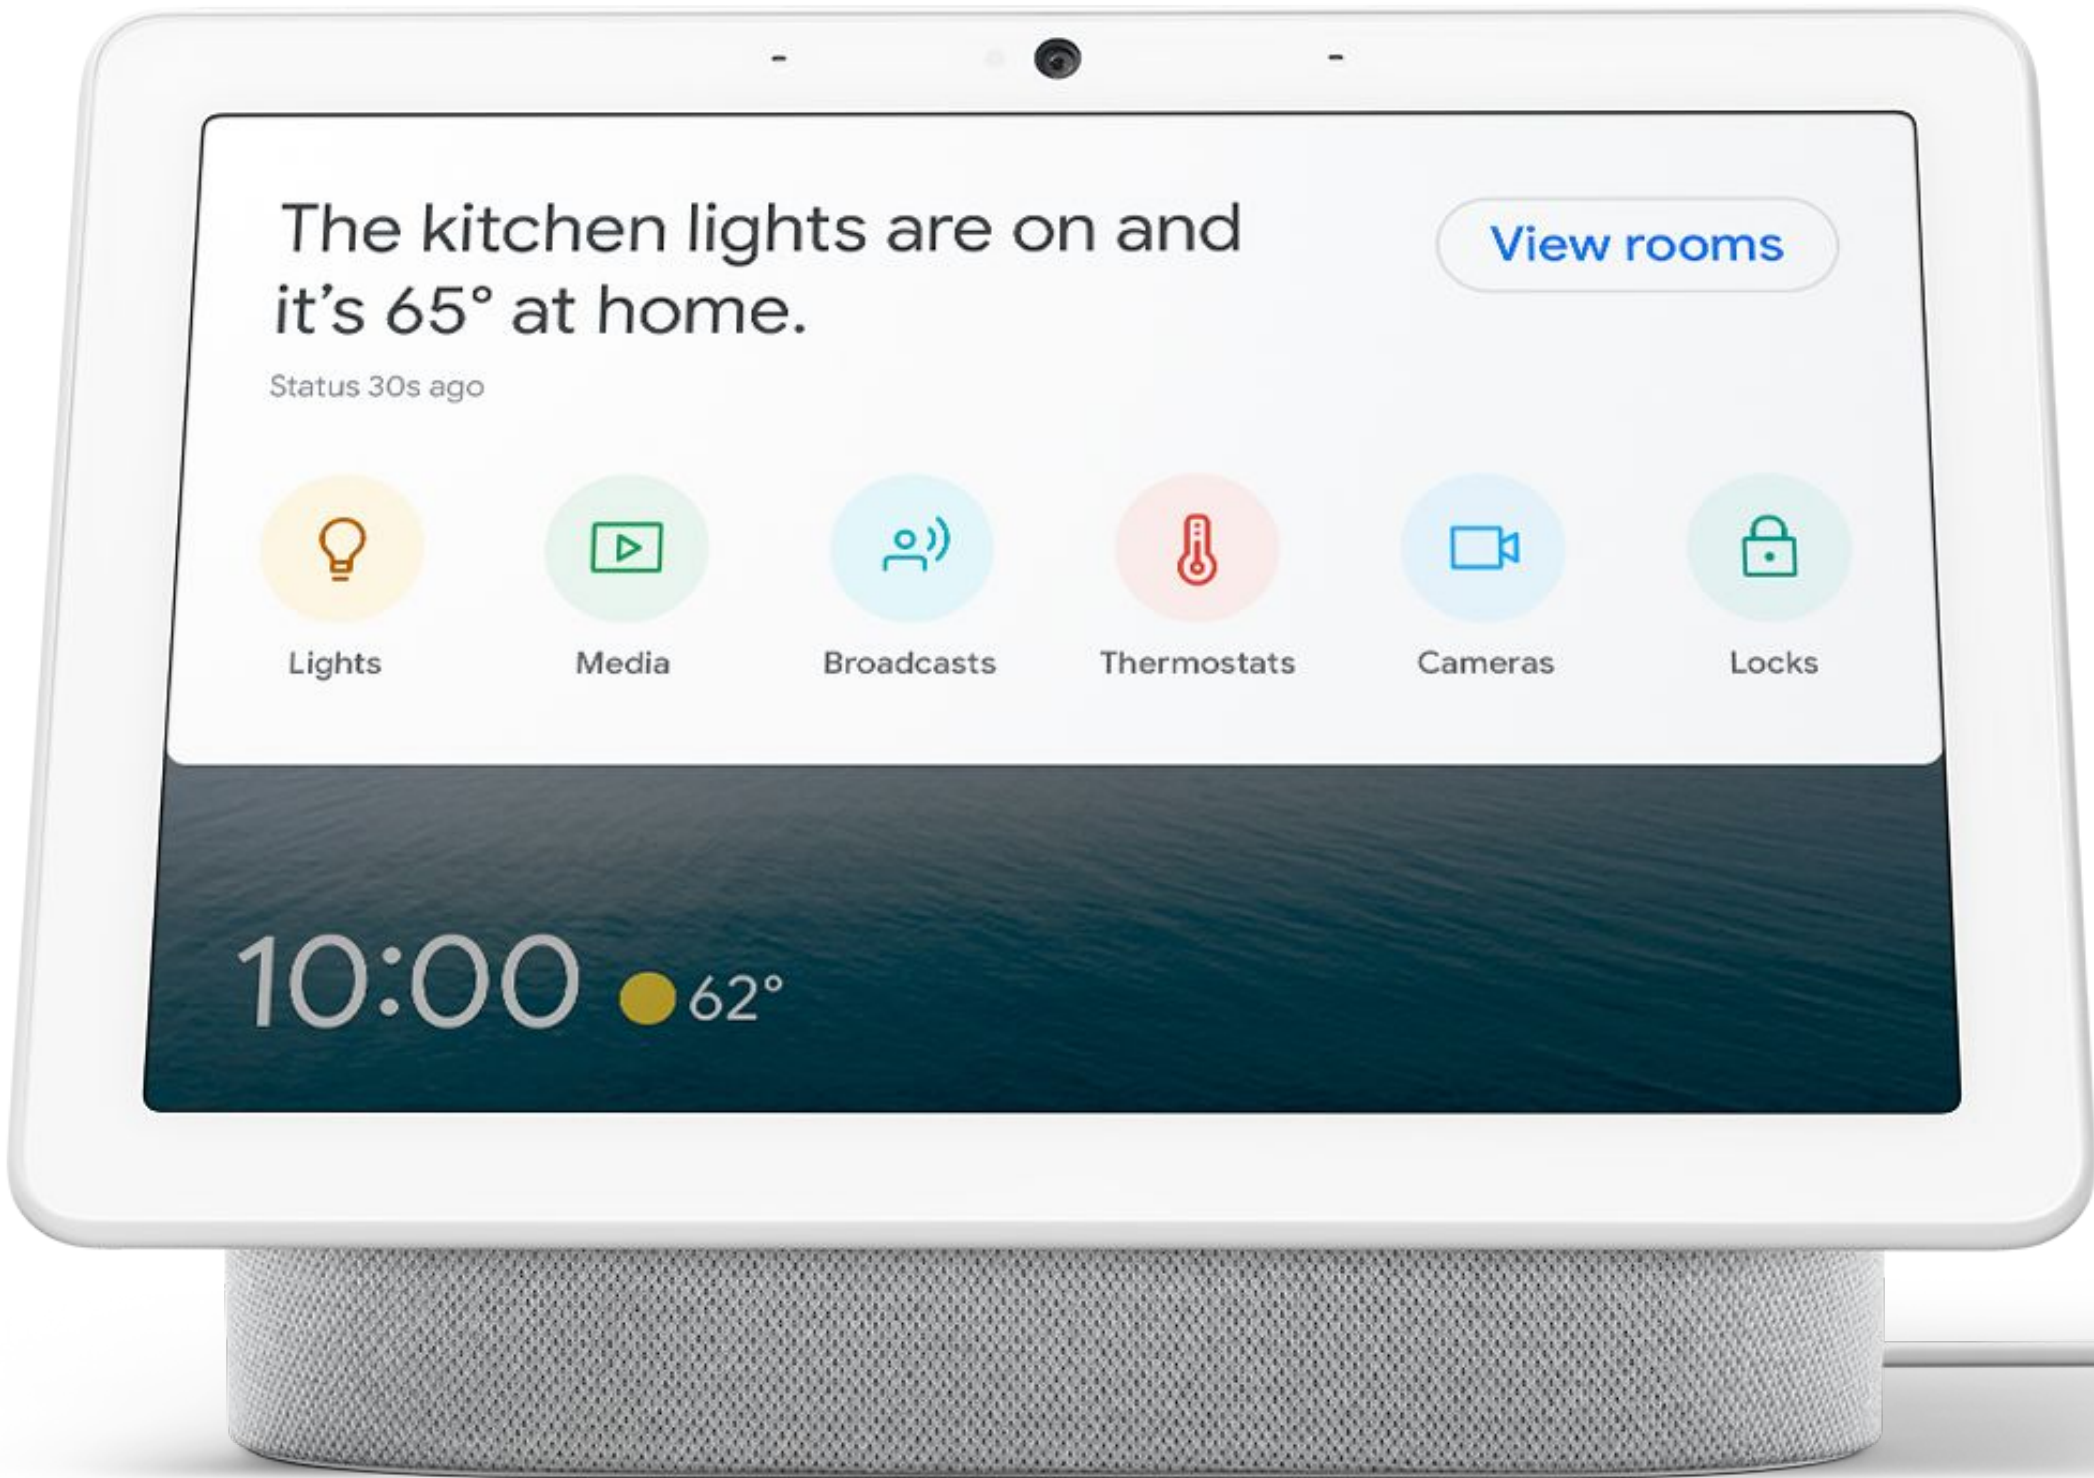 The kitchen lights are on and
it’s 65° at home.
View rooms
Status 30s ago
Lights
Media
Broadcasts
Thermostats
Cameras
Locks
10:00 62°